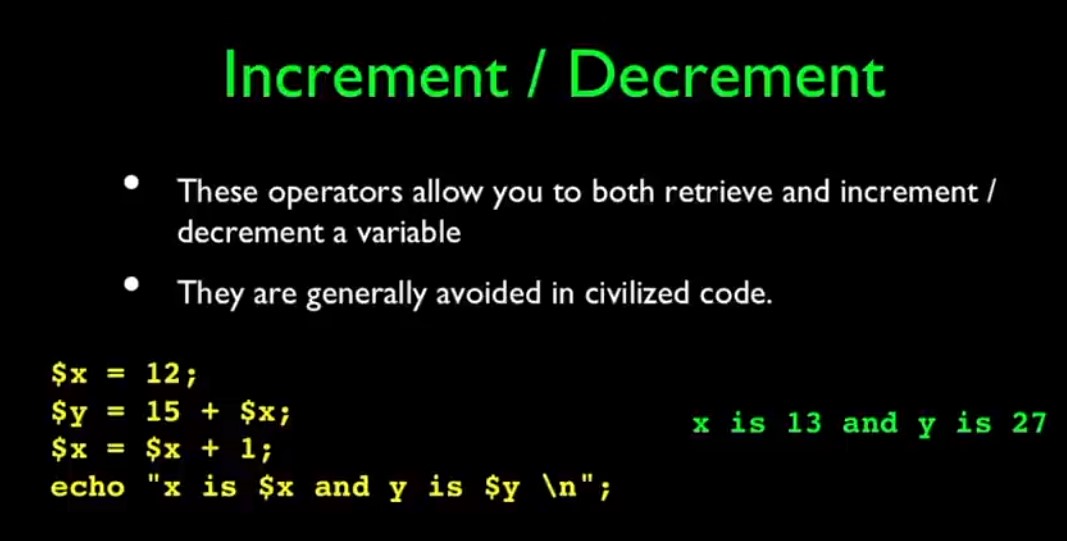 Increment / Decrement
• These operators allow you to both retrieve and increment /
decrement a variable
• They are generally avoided in civilized code.
$x = 12;
$y = 15 + $x;
$x = $x + 1;
echo "x is $x and y is $y \n";
x is 13 and y is 27